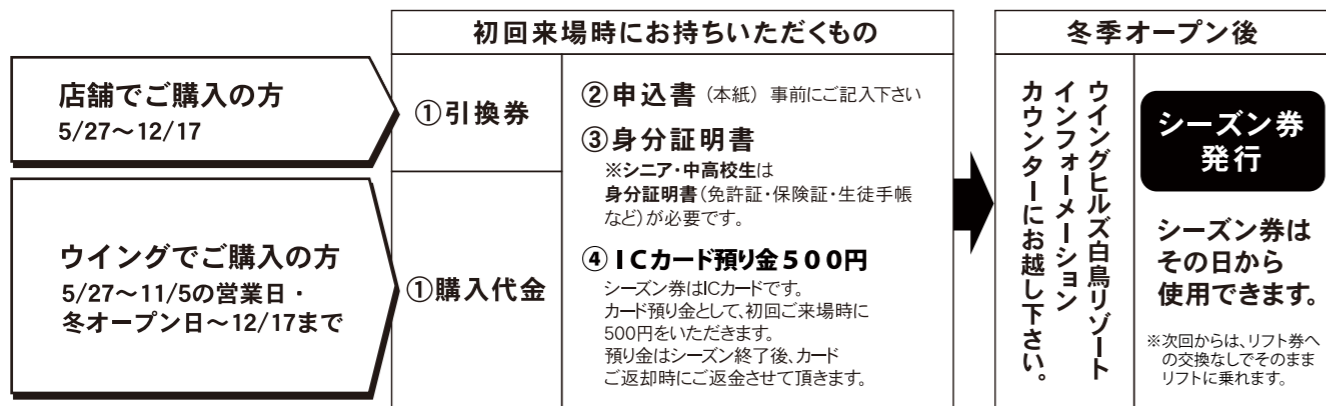 店舗でご購入の方
5/27～12/17
ウイングでご購入の方
5/27～11/5の営業日・
冬オープン日～12/17まで
初回来場時にお持ちいただくもの
①引換券
①購入代金
②申込書（本紙） 事前にご記入下さい
③身分証明書
※シニア・中高校生は
身分証明書（免許証・保険証・生徒手帳
など）が必要です。
④ICカード預り金500円
シーズン券はICカードです。
カード預り金として、初回ご来場時に
500円をいただきます。
預り金はシーズン終了後、カード
ご返却時にご返金させて頂きます。
冬季オープン後
ウイングヒルズ白鳥リゾート
インフォメーション
カウンターにお越し下さい。
シーズン券
発行
シーズン券は
その日から
使用できます。
※次回からは、リフト券へ
の交換なしでそのまま
リフトに乗れます。